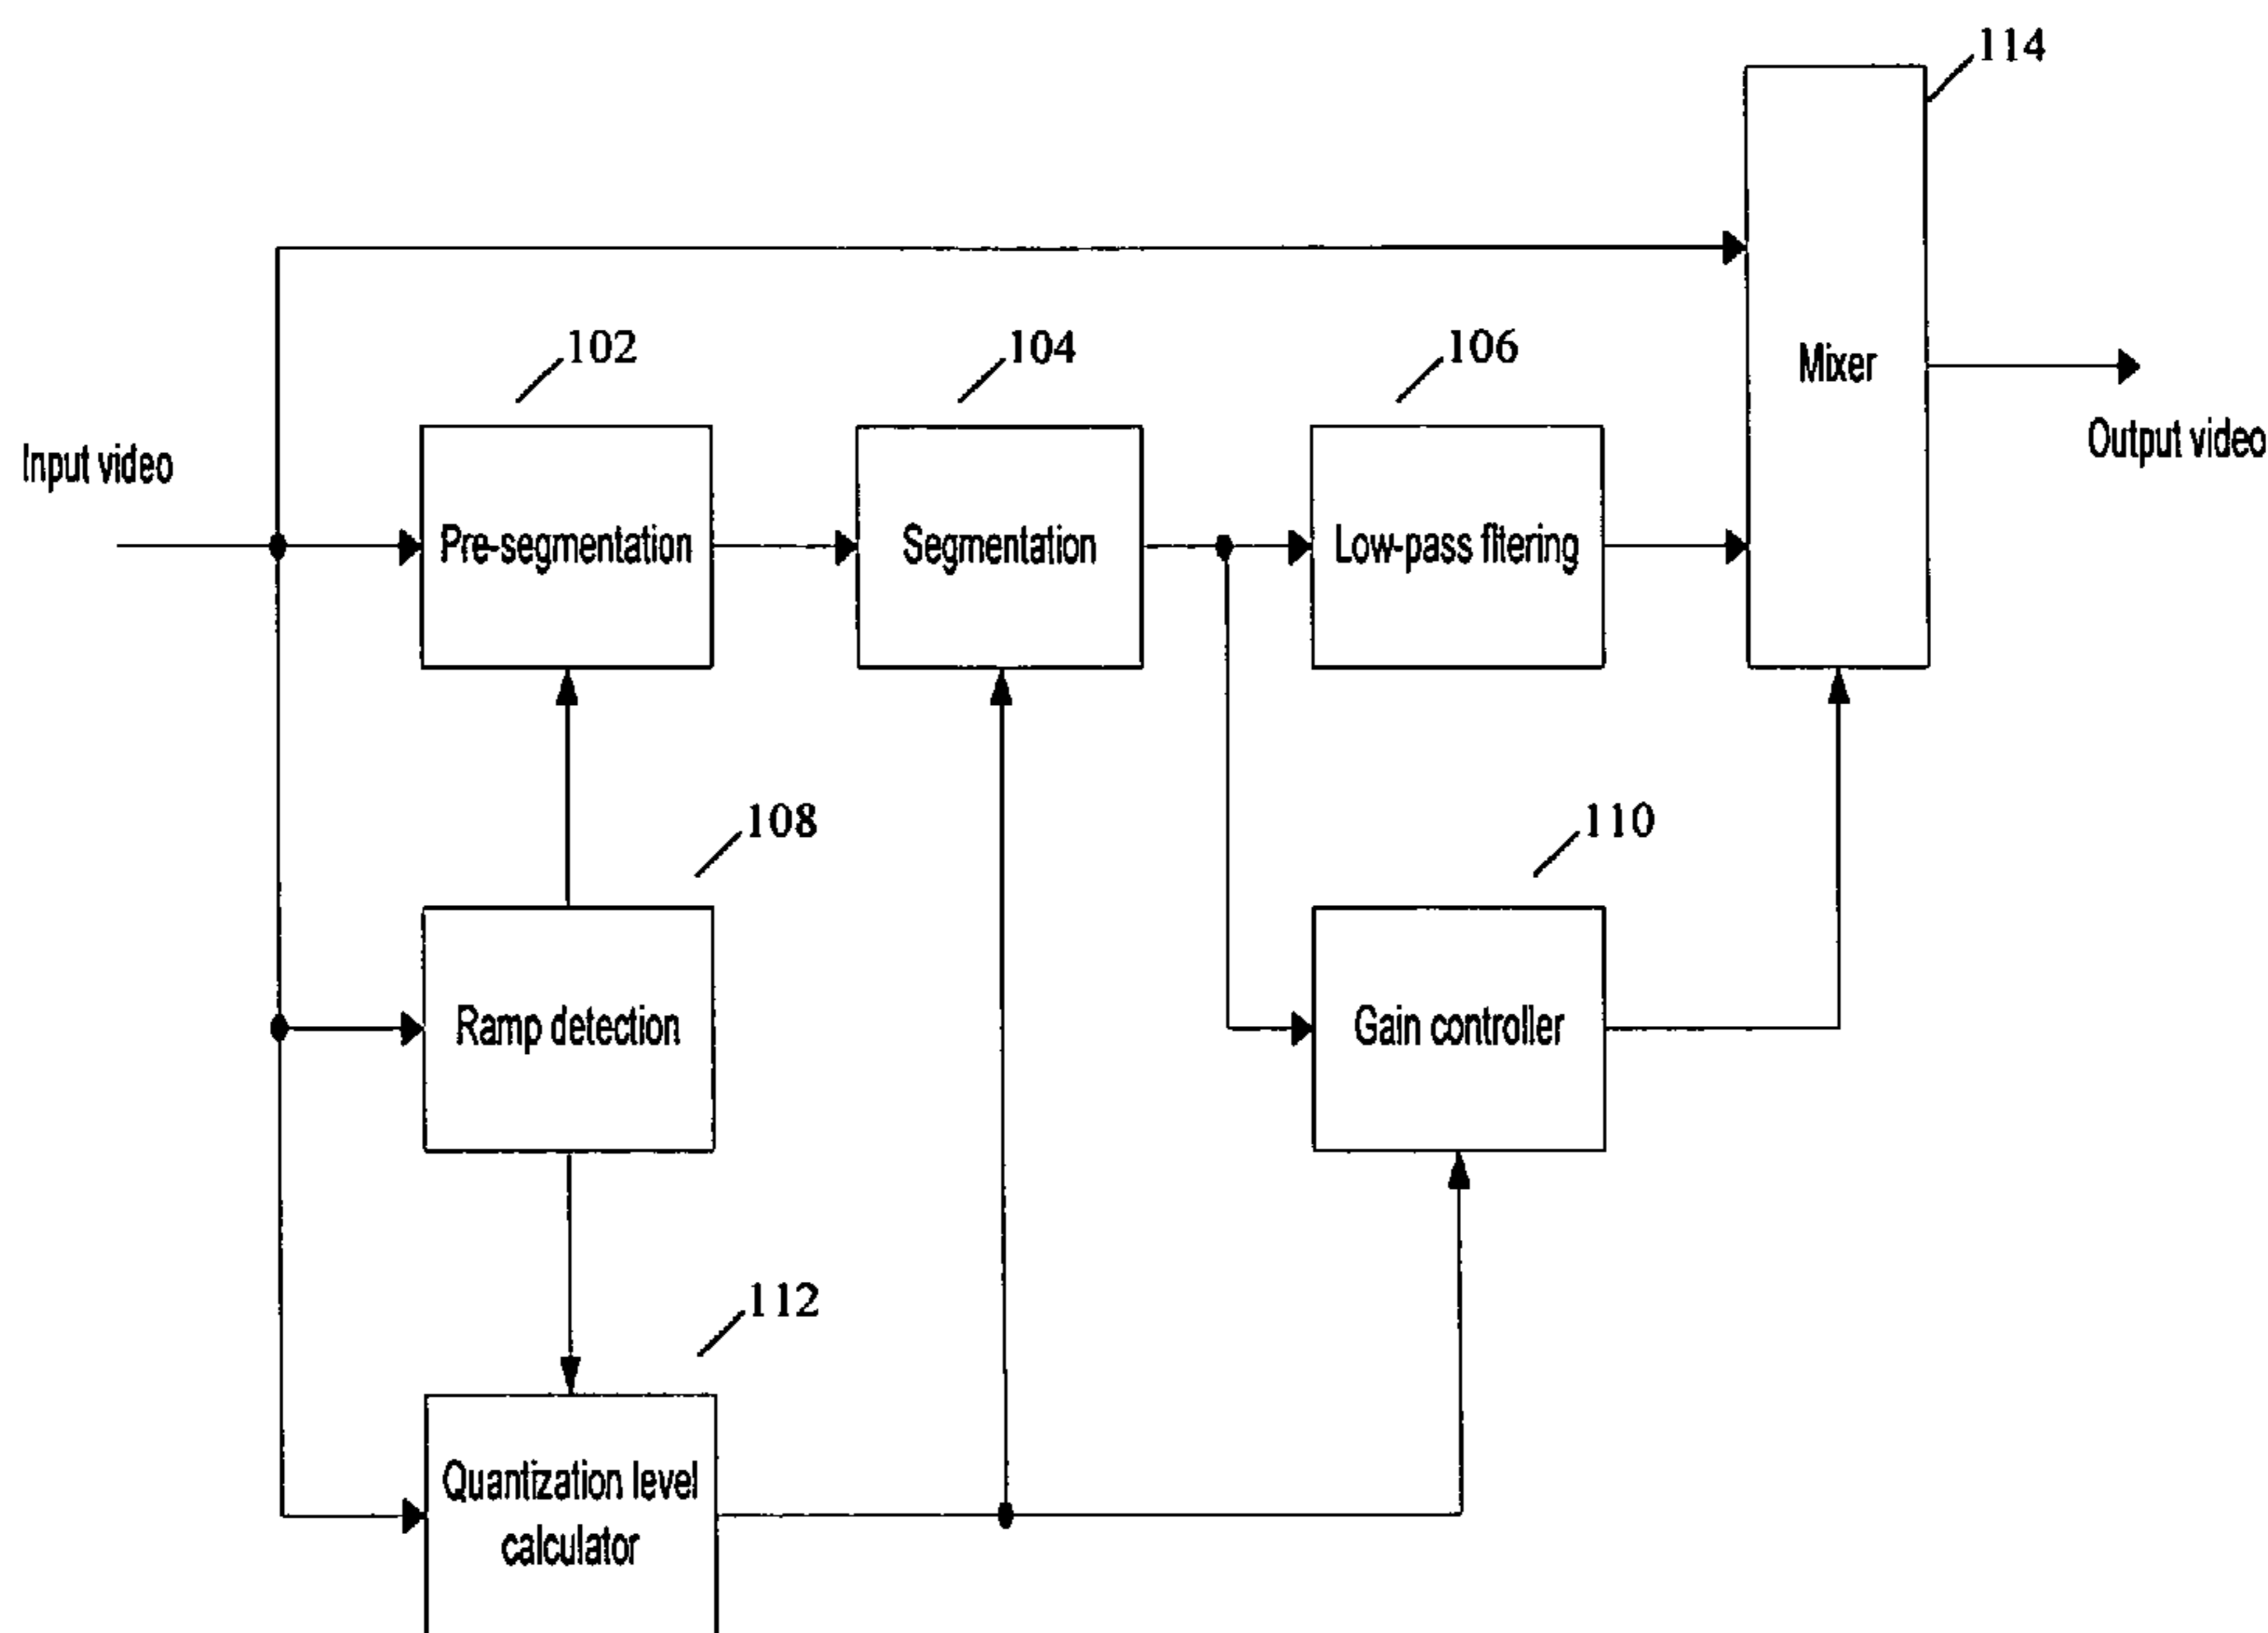 114
102
104
106
Mixer
Input video
Output video
Pre-segmentation
Segmentation
Low-pass fltering
108
110
Ramp detection
Gain controller
112
Quantization level
calculator